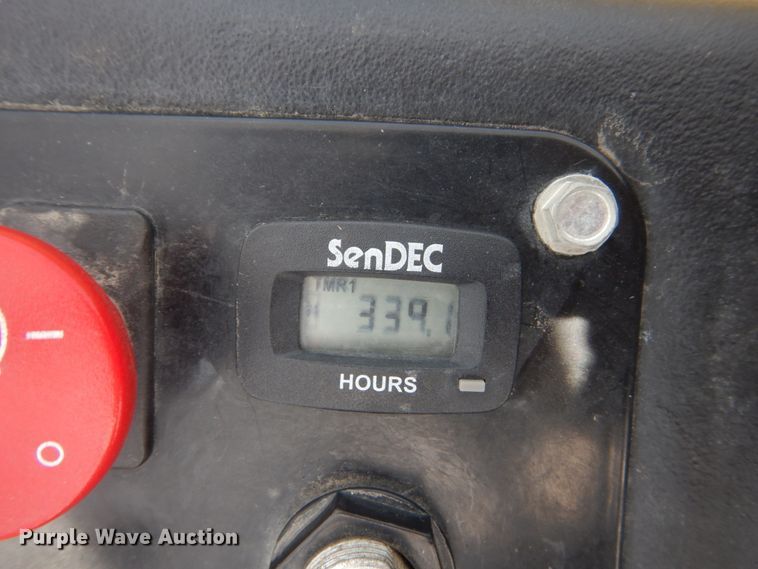 SenDEC
TMR1
339.1
HOURS
I
O
Purple Wave Auction
®